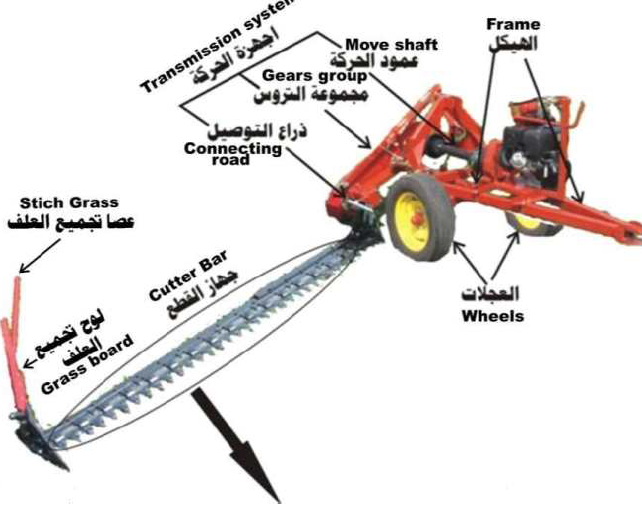 Transmission system
اجهزة الحركة
Move shaft
عمود الحركة
Gears group
مجموعة التروس
ذراع التوصيل
Connecting
road
Frame
الهيكل
Stich Grass
عصا تجميع العلف
Cutter Bar
جهاز القطع
لوح تجميع
العلف
Grass board
العجلات
Wheels